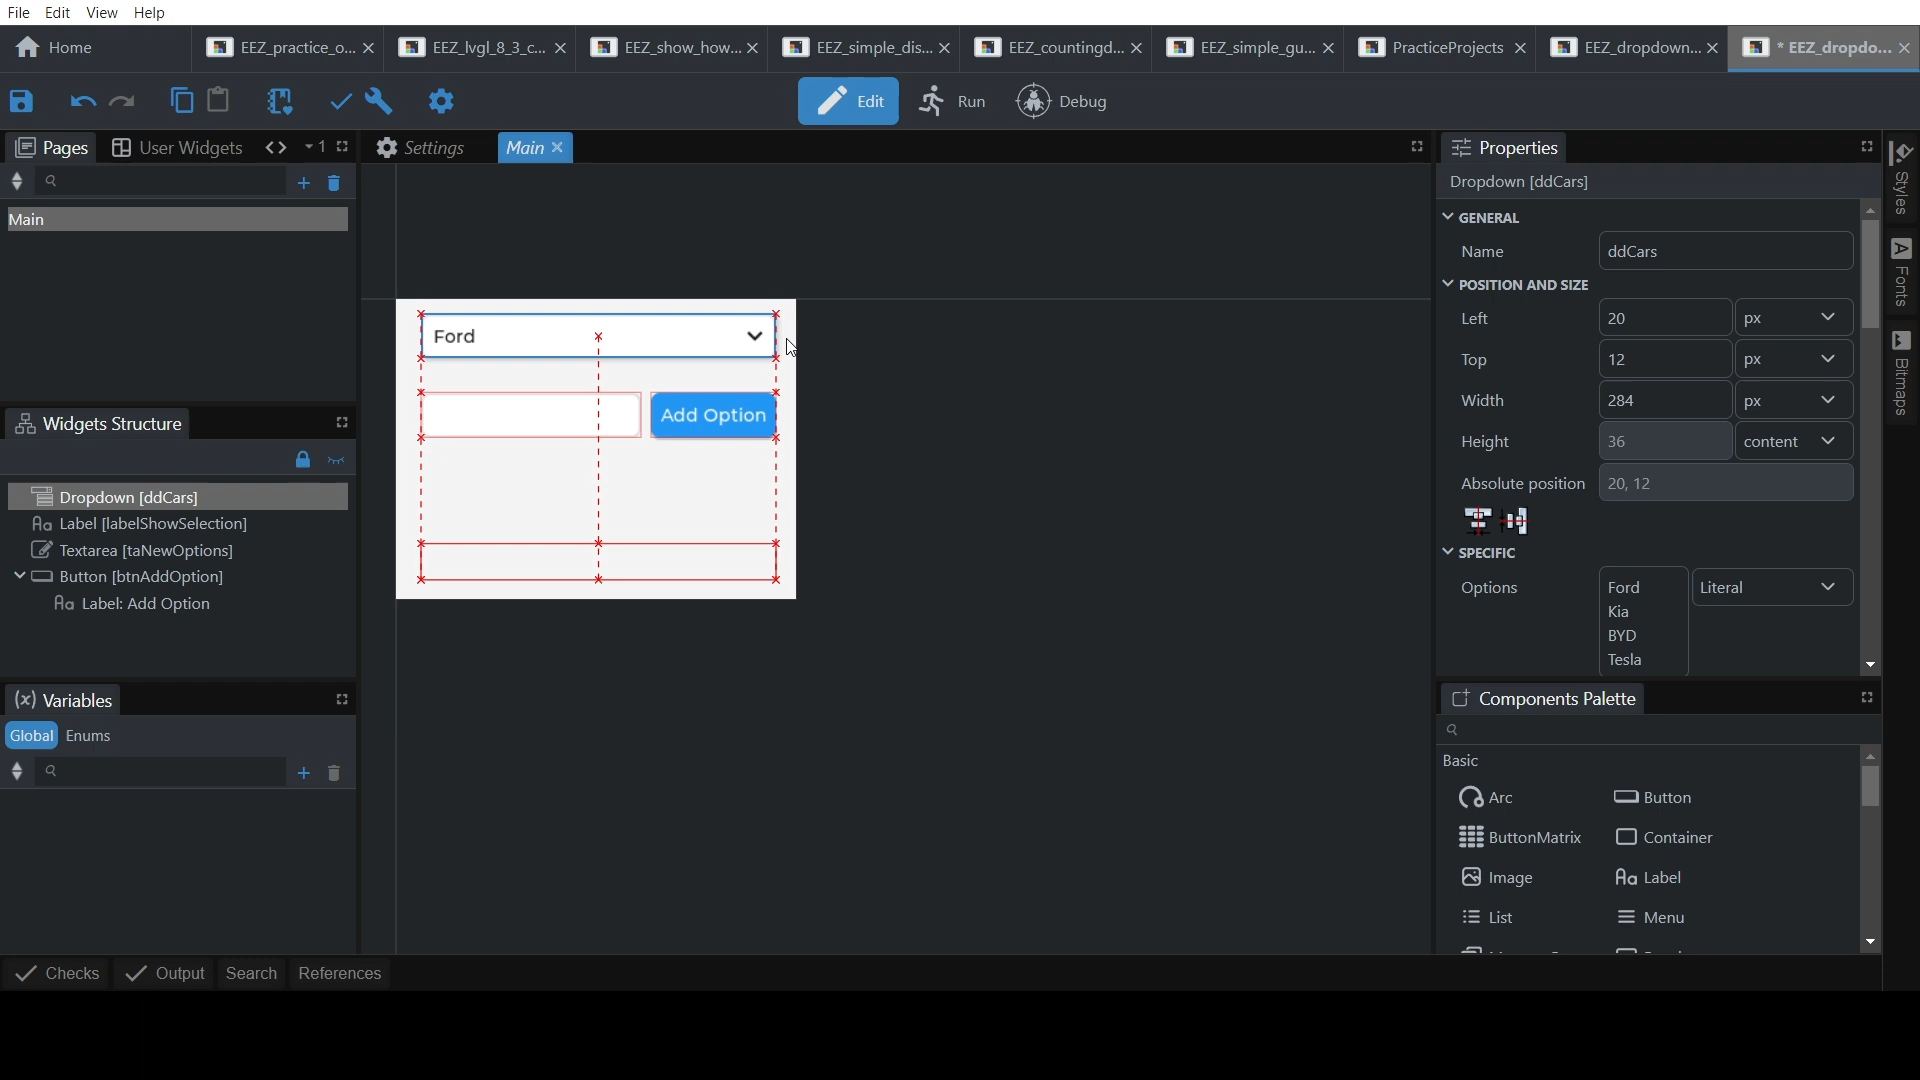 File Edit View Help
Home EEZ_practice_o... EEZ_lvgl_8_3_c... EEZ_show_how... EEZ_simple_dis... EEZ_countingd... EEZ_simple_gu... PracticeProjects EEZ_dropdown... * EEZ_dropdo...
Edit Run Debug
Pages User Widgets 1
Settings Main
Properties
Dropdown [ddCars]
Main
GENERAL
Name ddCars
POSITION AND SIZE
Left 20 px
Top 12 px
Width 284 px
Height 36 content
Absolute position 20, 12
SPECIFIC
Options Ford Literal
Kia
BYD
Tesla
Styles
Fonts
Bitmaps
Ford
Add Option
Widgets Structure
Dropdown [ddCars]
Label [labelShowSelection]
Textarea [taNewOptions]
Button [btnAddOption]
Label: Add Option
Variables
Global Enums
Components Palette
Basic
Arc Button
ButtonMatrix Container
Image Label
List Menu
Checks Output Search References